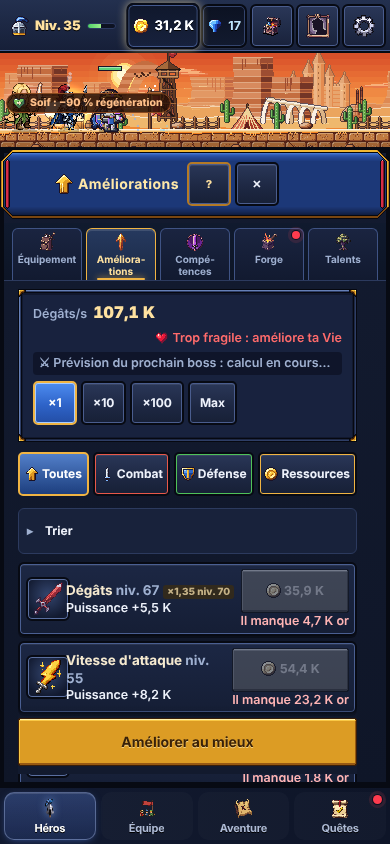 Niv. 35
31,2 K
17
Soif : −90 % régénération
Améliorations
?
×
Équipement
Améliora-
tions
Compé-
tences
Forge
Talents
Dégâts/s 107,1 K
Trop fragile : améliore ta Vie
Prévision du prochain boss : calcul en cours…
×1
×10
×100
Max
Toutes
Combat
Défense
Ressources
Trier
Dégâts niv. 67 ×1,35 niv. 70
Puissance +5,5 K
35,9 K
Il manque 4,7 K or
Vitesse d'attaque niv.
55
Puissance +8,2 K
54,4 K
Il manque 23,2 K or
Améliorer au mieux
Il manque 1,8 K or
Héros
Équipe
Aventure
Quêtes